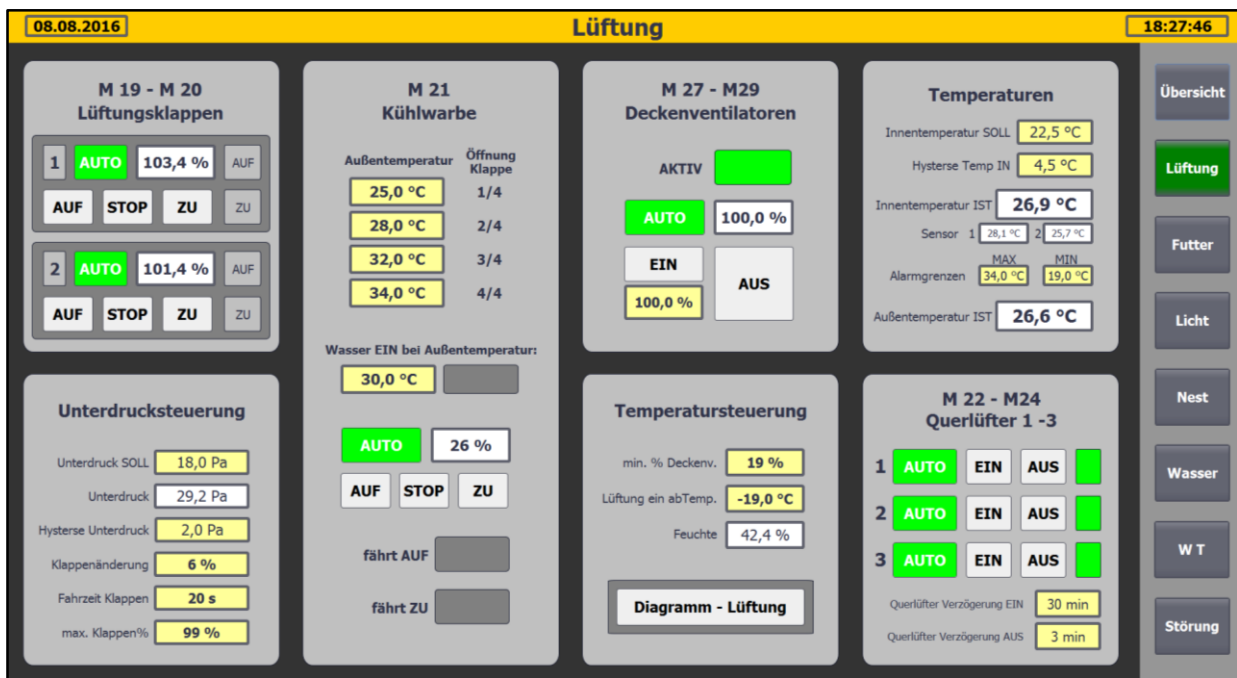 08.08.2016 Lüftung 18:27:46
M 19 - M 20
Lüftungsklappen
1 AUTO 103,4 % AUF
AUF STOP ZU ZU
2 AUTO 101,4 % AUF
AUF STOP ZU ZU
Unterdrucksteuerung
Unterdruck SOLL 18,0 Pa
Unterdruck 29,2 Pa
Hysterse Unterdruck 2,0 Pa
Klappenänderung 6 %
Fahrzeit Klappen 20 s
max. Klappen% 99 %
M 21
Kühlwarbe
Außentemperatur Öffnung
Klappe
25,0 °C 1/4
28,0 °C 2/4
32,0 °C 3/4
34,0 °C 4/4
Wasser EIN bei Außentemperatur:
30,0 °C
AUTO 26 %
AUF STOP ZU
fährt AUF
fährt ZU
M 27 - M29
Deckenventilatoren
AKTIV
AUTO 100,0 %
EIN AUS
100,0 %
Temperatursteuerung
min. % Deckenv. 19 %
Lüftung ein abTemp. -19,0 °C
Feuchte 42,4 %
Diagramm - Lüftung
Temperaturen
Innentemperatur SOLL 22,5 °C
Hysterse Temp IN 4,5 °C
Innentemperatur IST 26,9 °C
Sensor 1 28,1 °C 2 25,7 °C
MAX MIN
Alarmgrenzen 34,0 °C 19,0 °C
Außentemperatur IST 26,6 °C
M 22 - M24
Querlüfter 1 -3
1 AUTO EIN AUS
2 AUTO EIN AUS
3 AUTO EIN AUS
Querlüfter Verzögerung EIN 30 min
Querlüfter Verzögerung AUS 3 min
Übersicht
Lüftung
Futter
Licht
Nest
Wasser
W T
Störung